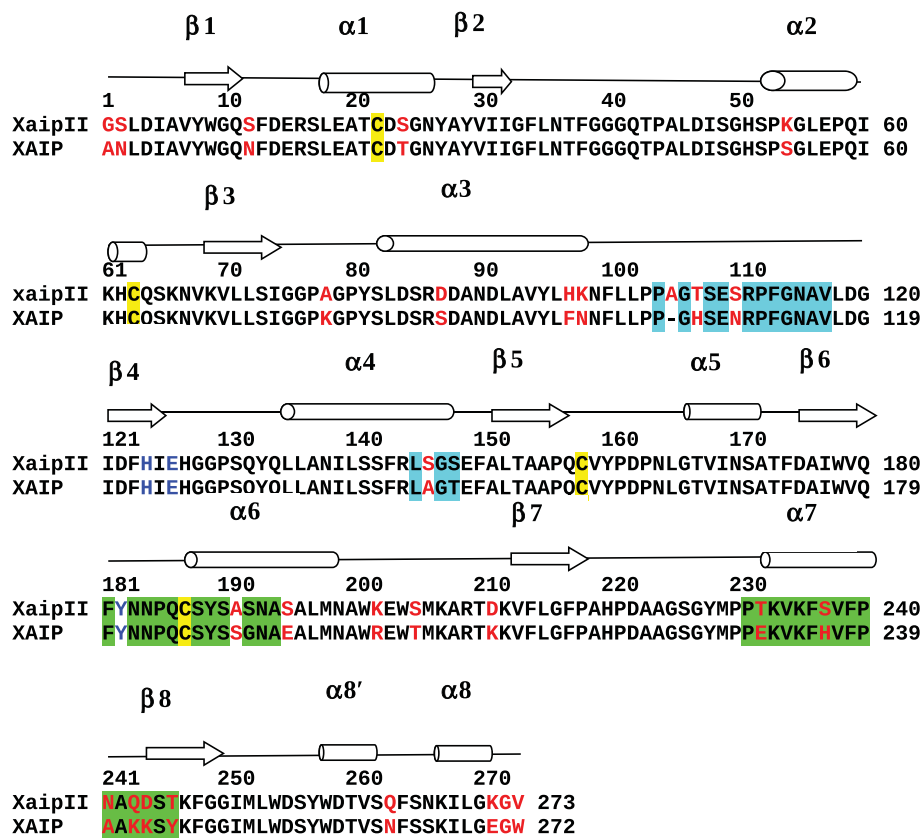 β1 α1 β2 α2
1 10 20 30 40 50
XaipII GSLDIAVYWGQSFDERSLEATCDSGNYAYVIIGFLNTFGGGQTPALDISGHSPKGLEPQI 60
XAIP ANLDIAVYWGQNFDERSLEATCDTGNYAYVIIGFLNTFGGGQTPALDISGHSPSGLEPQI 60
β3 α3
61 70 80 90 100 110
xaipII KHCQSKNVKVLLSIGGPAGPYSLDSRDDANDLAVYLHKNFLLPPAGTSESRPFGNAVLDG 120
XAIP KHCQSKNVKVLLSIGGPKGPYSLDSRSDANDLAVYLFNNFLLPP-GHSENRPFGNAVLDG 119
β4 α4 β5 α5 β6
121 130 140 150 160 170
XaipII IDFHIEHGGPSQYQLLANILSSFRLSGSEFALTAAPQCVYPDPNLGTVINSATFDAIWVQ 180
XAIP IDFHIEHGGPSQYQLLANILSSFRLAGTEFALTAAPQCVYPDPNLGTVINSATFDAIWVQ 179
α6 β7 α7
181 190 200 210 220 230
XaipII FYNNPQCSYSASNASALMNAWKEWSMKARTDKVFLGFPAHPDAAGSGYMPPTKVKFSVFP 240
XAIP FYNNPQCSYSSGNAEALMNAWREWTMKARTKKVFLGFPAHPDAAGSGYMPPEKVKFHVFP 239
β8 α8′ α8
241 250 260 270
XaipII NAQDSTKFGGIMLWDSYWDTVSQFSNKILGKGV 273
XAIP AAKKSYKFGGIMLWDSYWDTVSNFSSKILGEGW 272